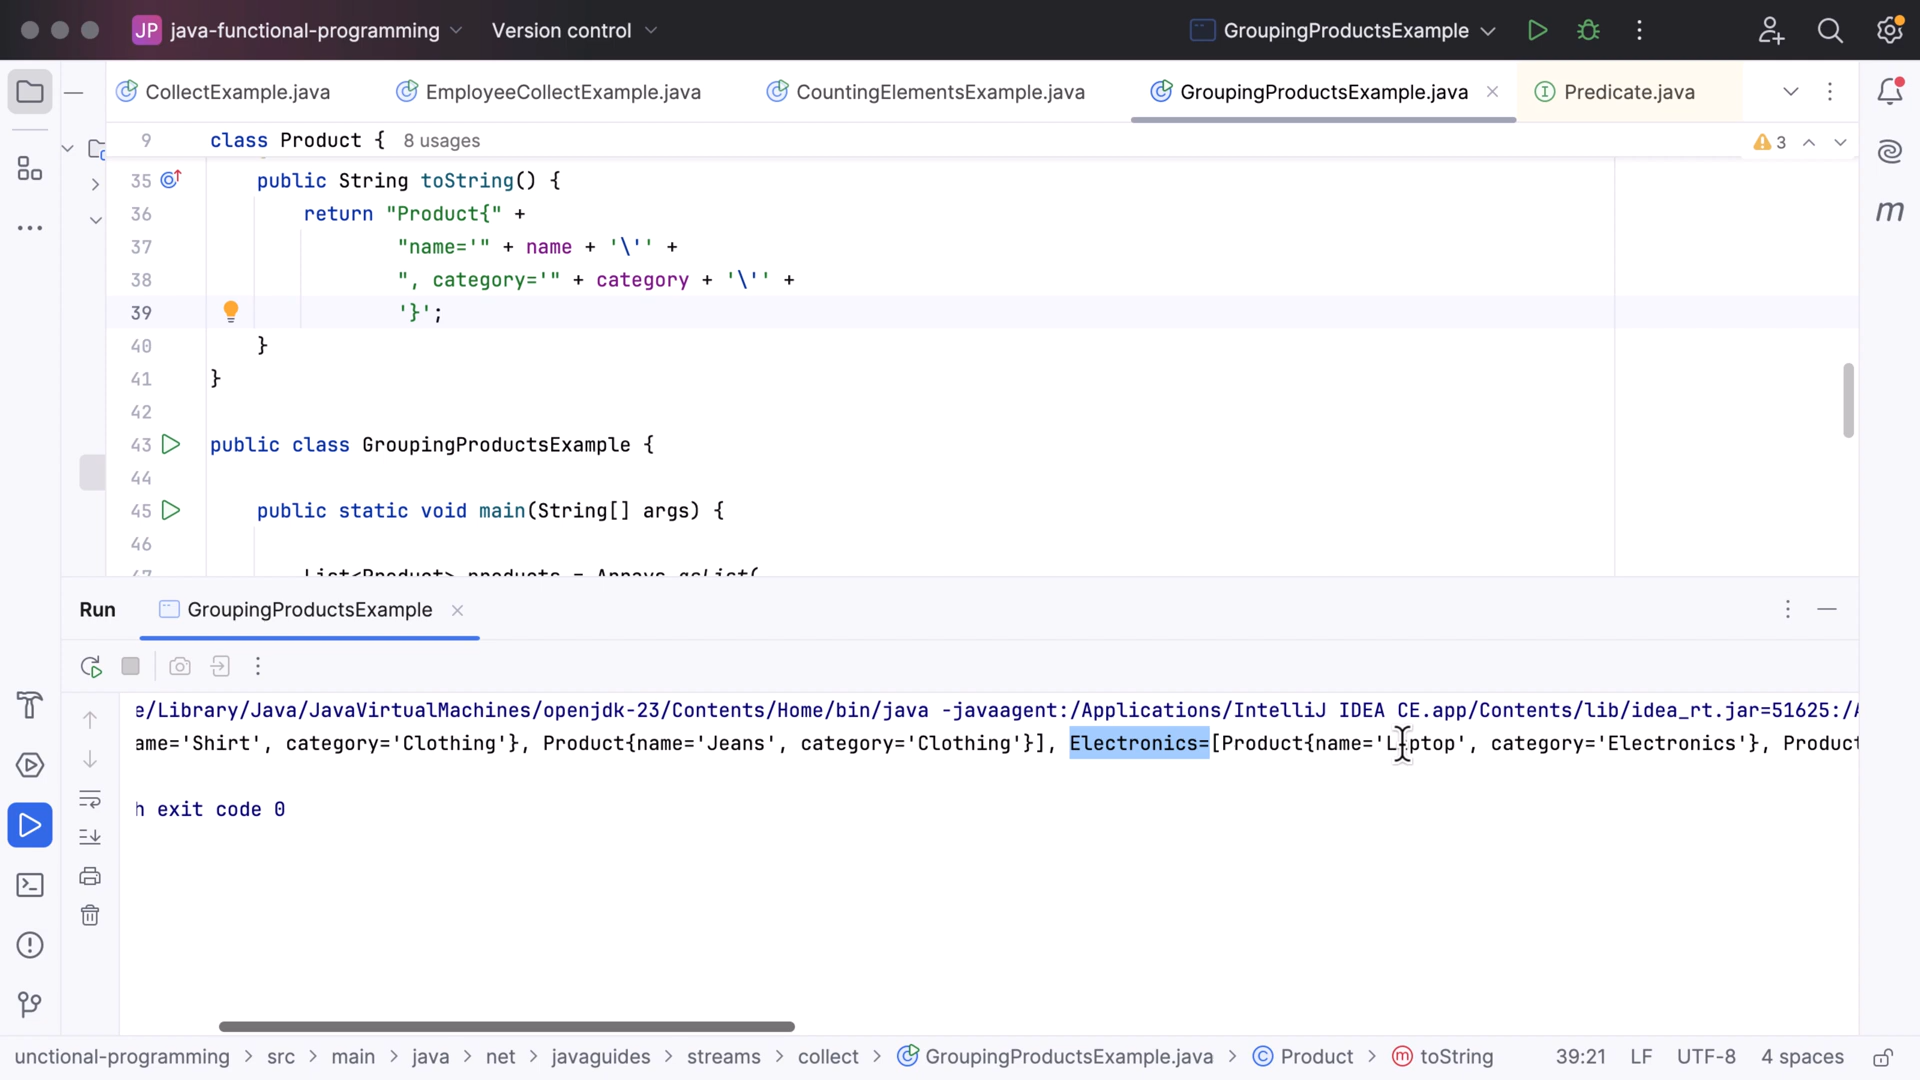 JP java-functional-programming Version control GroupingProductsExample
CollectExample.java EmployeeCollectExample.java CountingElementsExample.java GroupingProductsExample.java Predicate.java
9 class Product { 8 usages 3
35 public String toString() {
36 return "Product{" +
37 "name='" + name + '\'' +
38 ", category='" + category + '\'' +
39 '}';
40 }
41 }
42
43 public class GroupingProductsExample {
44
45 public static void main(String[] args) {
46
47 List<Product> products = Arrays.asList(
Run GroupingProductsExample
e/Library/Java/JavaVirtualMachines/openjdk-23/Contents/Home/bin/java -javaagent:/Applications/IntelliJ IDEA CE.app/Contents/lib/idea_rt.jar=51625:/A
ame='Shirt', category='Clothing'}, Product{name='Jeans', category='Clothing'}], Electronics=[Product{name='Laptop', category='Electronics'}, Product
h exit code 0
unctional-programming > src > main > java > net > javaguides > streams > collect > GroupingProductsExample.java > Product > toString 39:21 LF UTF-8 4 spaces